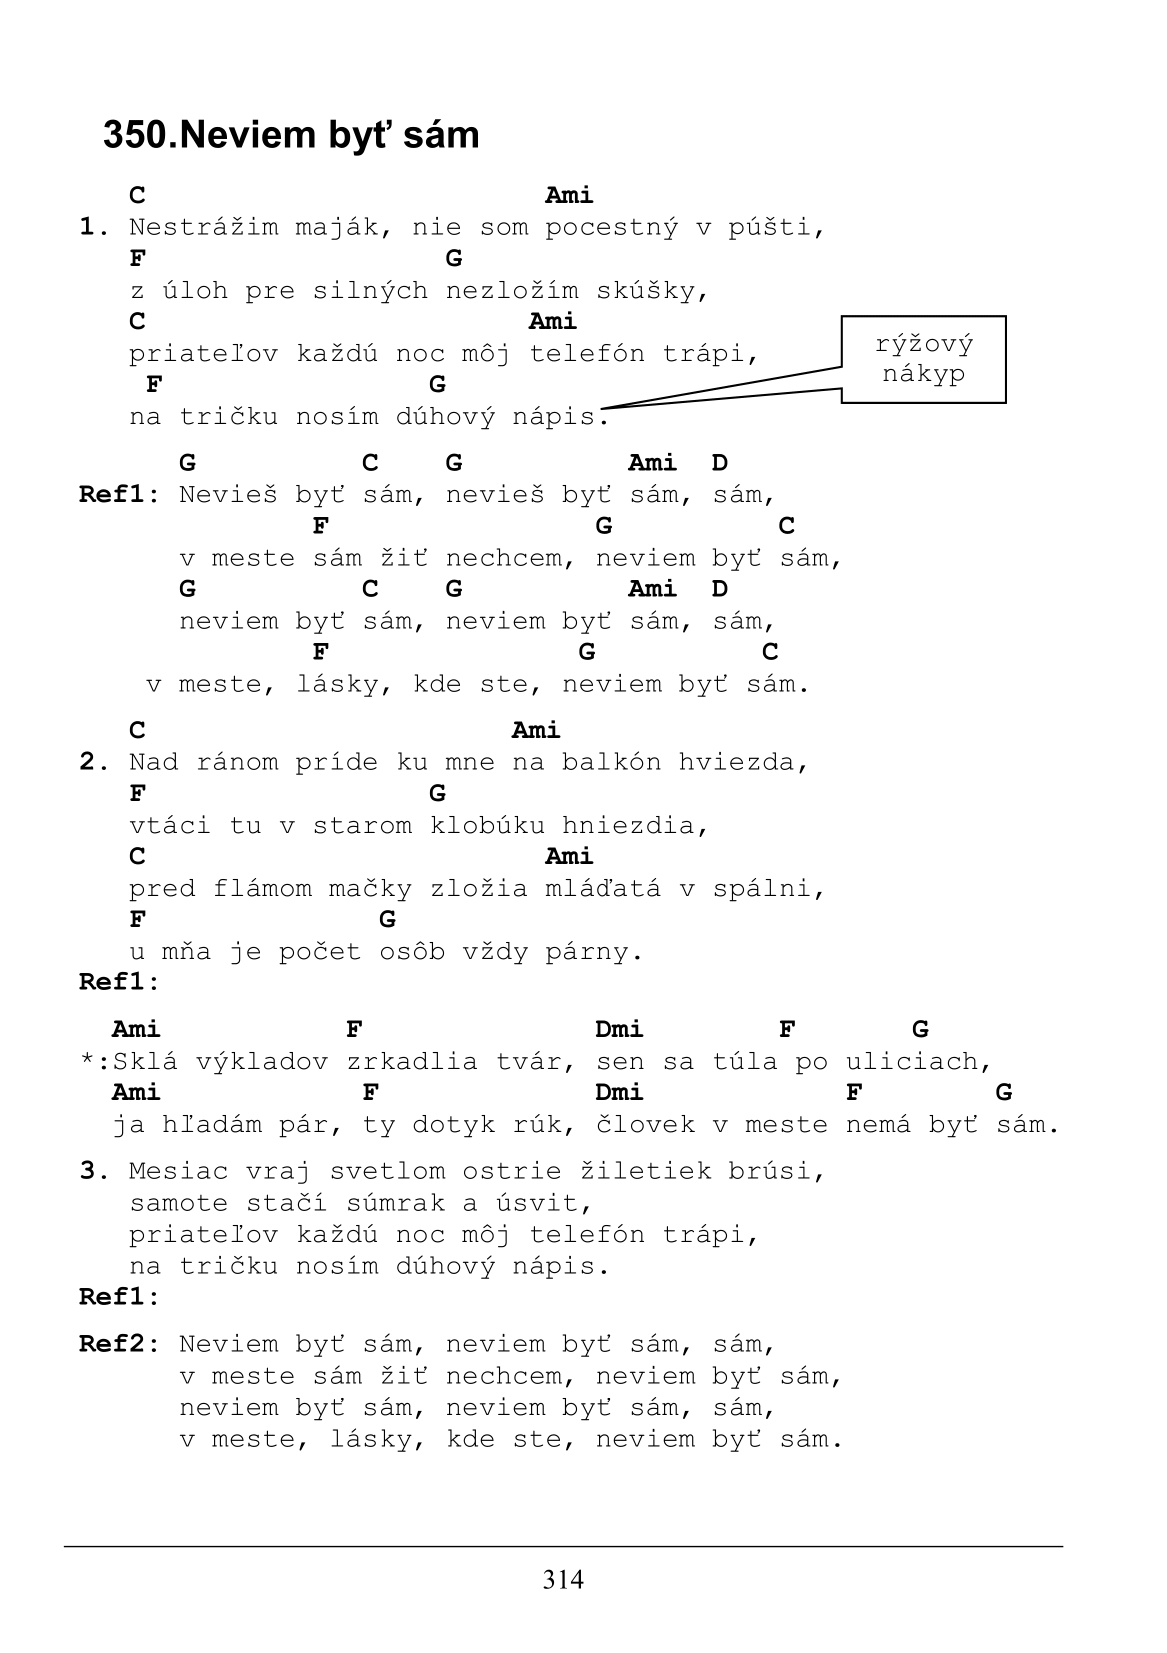 350.Neviem byť sám
C Ami
1. Nestrážim maják, nie som pocestný v púšti,
F G
z úloh pre silných nezložím skúšky,
C Ami
priateľov každú noc môj telefón trápi,
F G
na tričku nosím dúhový nápis.
rýžový
nákyp
G C G Ami D
Ref1: Nevieš byť sám, nevieš byť sám, sám,
F G C
v meste sám žiť nechcem, neviem byť sám,
G C G Ami D
neviem byť sám, neviem byť sám, sám,
F G C
v meste, lásky, kde ste, neviem byť sám.
C Ami
2. Nad ránom príde ku mne na balkón hviezda,
F G
vtáci tu v starom klobúku hniezdia,
C Ami
pred flámom mačky zložia mláďatá v spálni,
F G
u mňa je počet osôb vždy párny.
Ref1:
Ami F Dmi F G
*:Sklá výkladov zrkadlia tvár, sen sa túla po uliciach,
Ami F Dmi F G
ja hľadám pár, ty dotyk rúk, človek v meste nemá byť sám.
3. Mesiac vraj svetlom ostrie žiletiek brúsi,
samote stačí súmrak a úsvit,
priateľov každú noc môj telefón trápi,
na tričku nosím dúhový nápis.
Ref1:
Ref2: Neviem byť sám, neviem byť sám, sám,
v meste sám žiť nechcem, neviem byť sám,
neviem byť sám, neviem byť sám, sám,
v meste, lásky, kde ste, neviem byť sám.
314